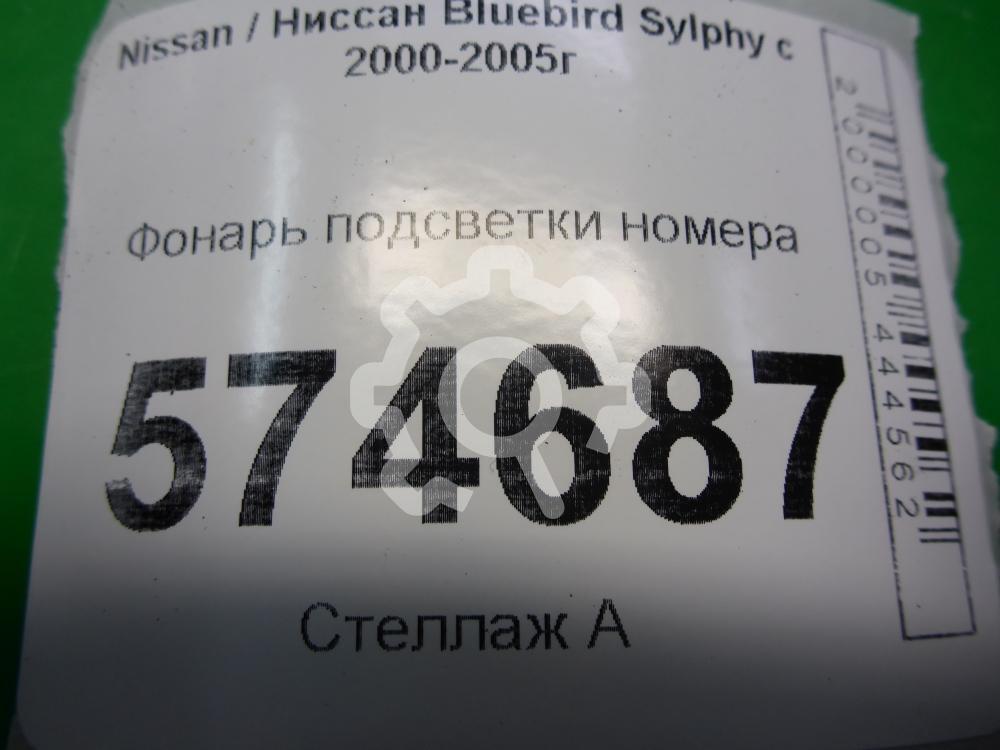 Nissan / Ниссан Bluebird Sylphy с
2000-2005г
Фонарь подсветки номера
574687
Стеллаж А
2000005444562